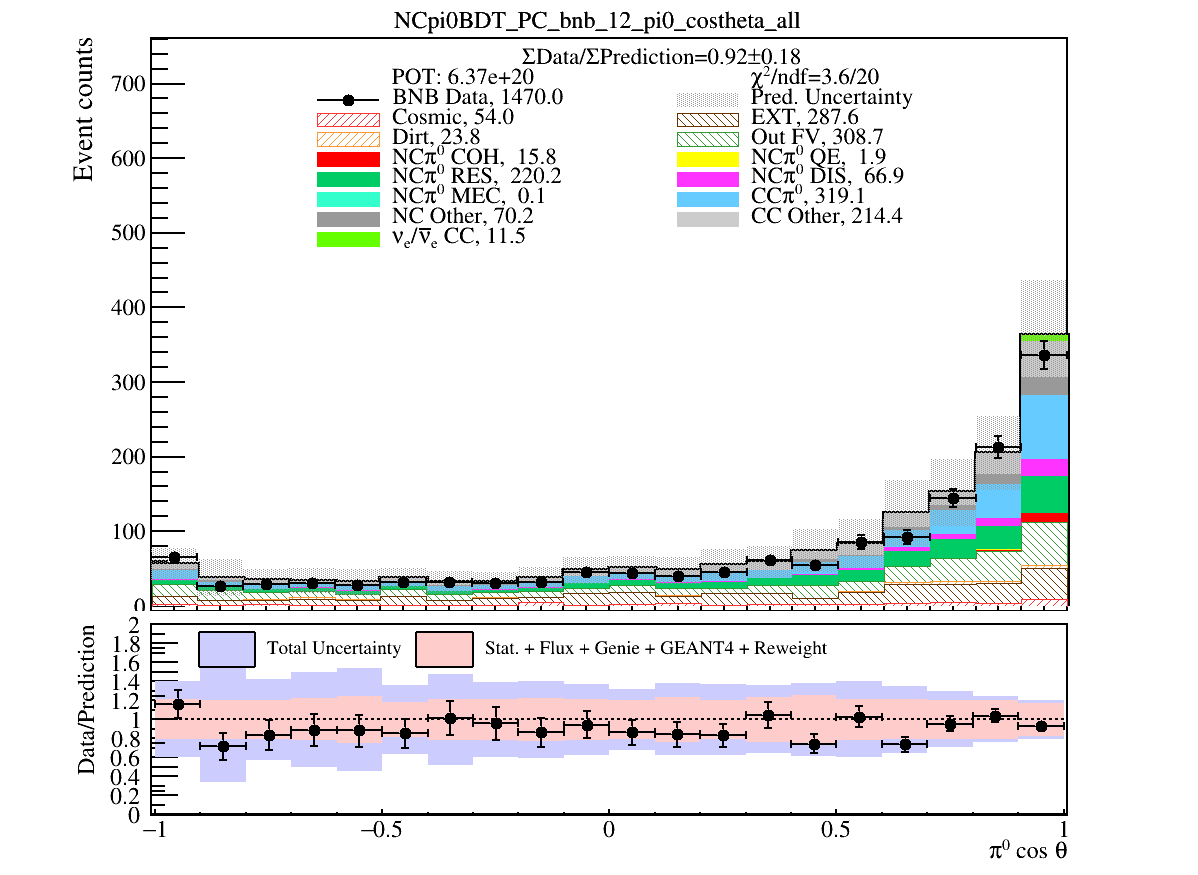 NCpi0BDT_PC_bnb_12_pi0_costheta_all
ΣData/ΣPrediction=0.92±0.18
POT: 6.37e+20
χ²/ndf=3.6/20
BNB Data, 1470.0
Pred. Uncertainty
Cosmic, 54.0
EXT, 287.6
Dirt, 23.8
Out FV, 308.7
NCπ⁰ COH, 15.8
NCπ⁰ QE, 1.9
NCπ⁰ RES, 220.2
NCπ⁰ DIS, 66.9
NCπ⁰ MEC, 0.1
CCπ⁰, 319.1
NC Other, 70.2
CC Other, 214.4
νₑ/ν̅ₑ CC, 11.5
Event counts
700
600
500
400
300
200
100
0
Total Uncertainty
Stat. + Flux + Genie + GEANT4 + Reweight
Data/Prediction
2
1.8
1.6
1.4
1.2
1
0.8
0.6
0.4
0.2
0
−1 −0.5 0 0.5 1
π⁰ cos θ